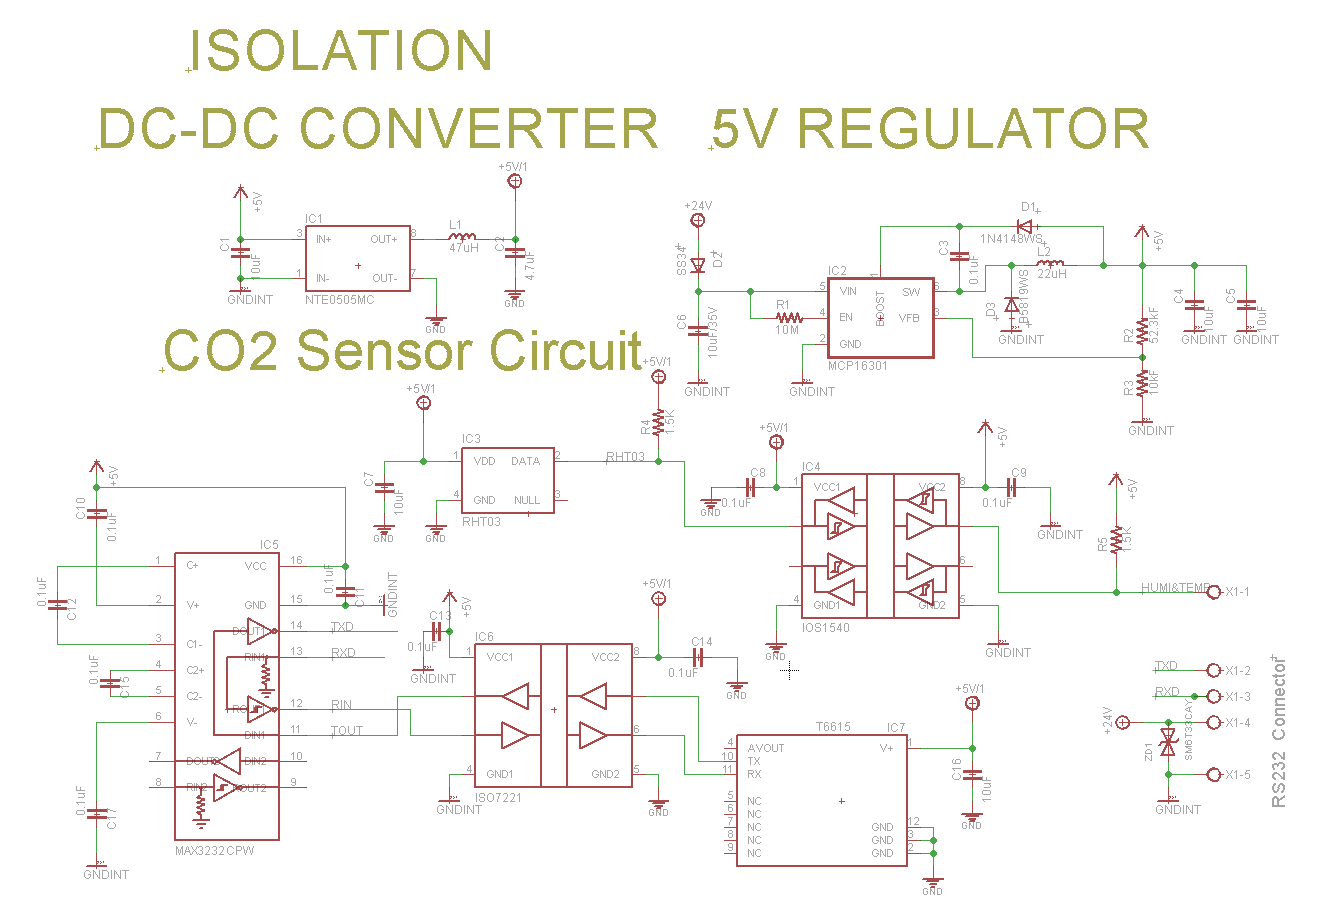 ISOLATION
DC-DC CONVERTER
5V REGULATOR
+5V/1
+5V
IC1
C1
10uF
3
IN+
OUT+
8
L1
47uH
C2
4.7uF
1
IN-
OUT-
7
GNDINT
NTE0505MC
GND
GND
+24V
SS34
D2
C6
10uF/35V
GNDINT
R1
10M
IC2
5
VIN
4
EN
2
GND
BOOST
1
SW
6
VFB
3
MCP16301
GNDINT
C3
0.1uF
D1
1N4148WS
L2
22uH
D3
B5819WS
GNDINT
+5V
R2
52.3kF
R3
10kF
GNDINT
C4
10uF
GNDINT
C5
10uF
GNDINT
CO2 Sensor Circuit
+5V/1
+5V/1
R4
1.5K
IC3
1
VDD
DATA
2
RHT03
4
GND
NULL
3
RHT03
C7
10uF
GND
GND
+5V/1
C8
0.1uF
GND
IC4
1
VCC1
VCC2
8
6
4
GND1
GND2
5
IOS1540
GND
GNDINT
+5V
C9
0.1uF
GNDINT
+5V
R5
1.5K
HUMI&TEMP
X1-1
+5V
C10
0.1uF
IC5
1
C+
VCC
16
2
V+
GND
15
3
C1-
DOUT1
14
TXD
4
C2+
RIN1
13
RXD
5
C2-
ROUT1
12
RIN
6
V-
DIN1
11
TOUT
7
DOUT2
DIN2
10
8
RIN2
ROUT2
9
MAX3232CPW
0.1uF
C12
0.1uF
C15
0.1uF
C17
GNDINT
0.1uF
C11
GNDINT
+5V
C13
0.1uF
GNDINT
IC6
1
VCC1
VCC2
8
7
6
4
GND1
GND2
5
ISO7221
GNDINT
GND
+5V/1
C14
0.1uF
GND
T6615
IC7
4
AVOUT
V+
1
10
TX
11
RX
5
NC
6
NC
7
NC
8
NC
9
NC
GND
12
GND
3
GND
2
GND
+5V/1
C16
10uF
GND
TXD
X1-2
RXD
X1-3
+24V
X1-4
ZD1
SM6T33CAY
X1-5
GNDINT
RS232 Connector